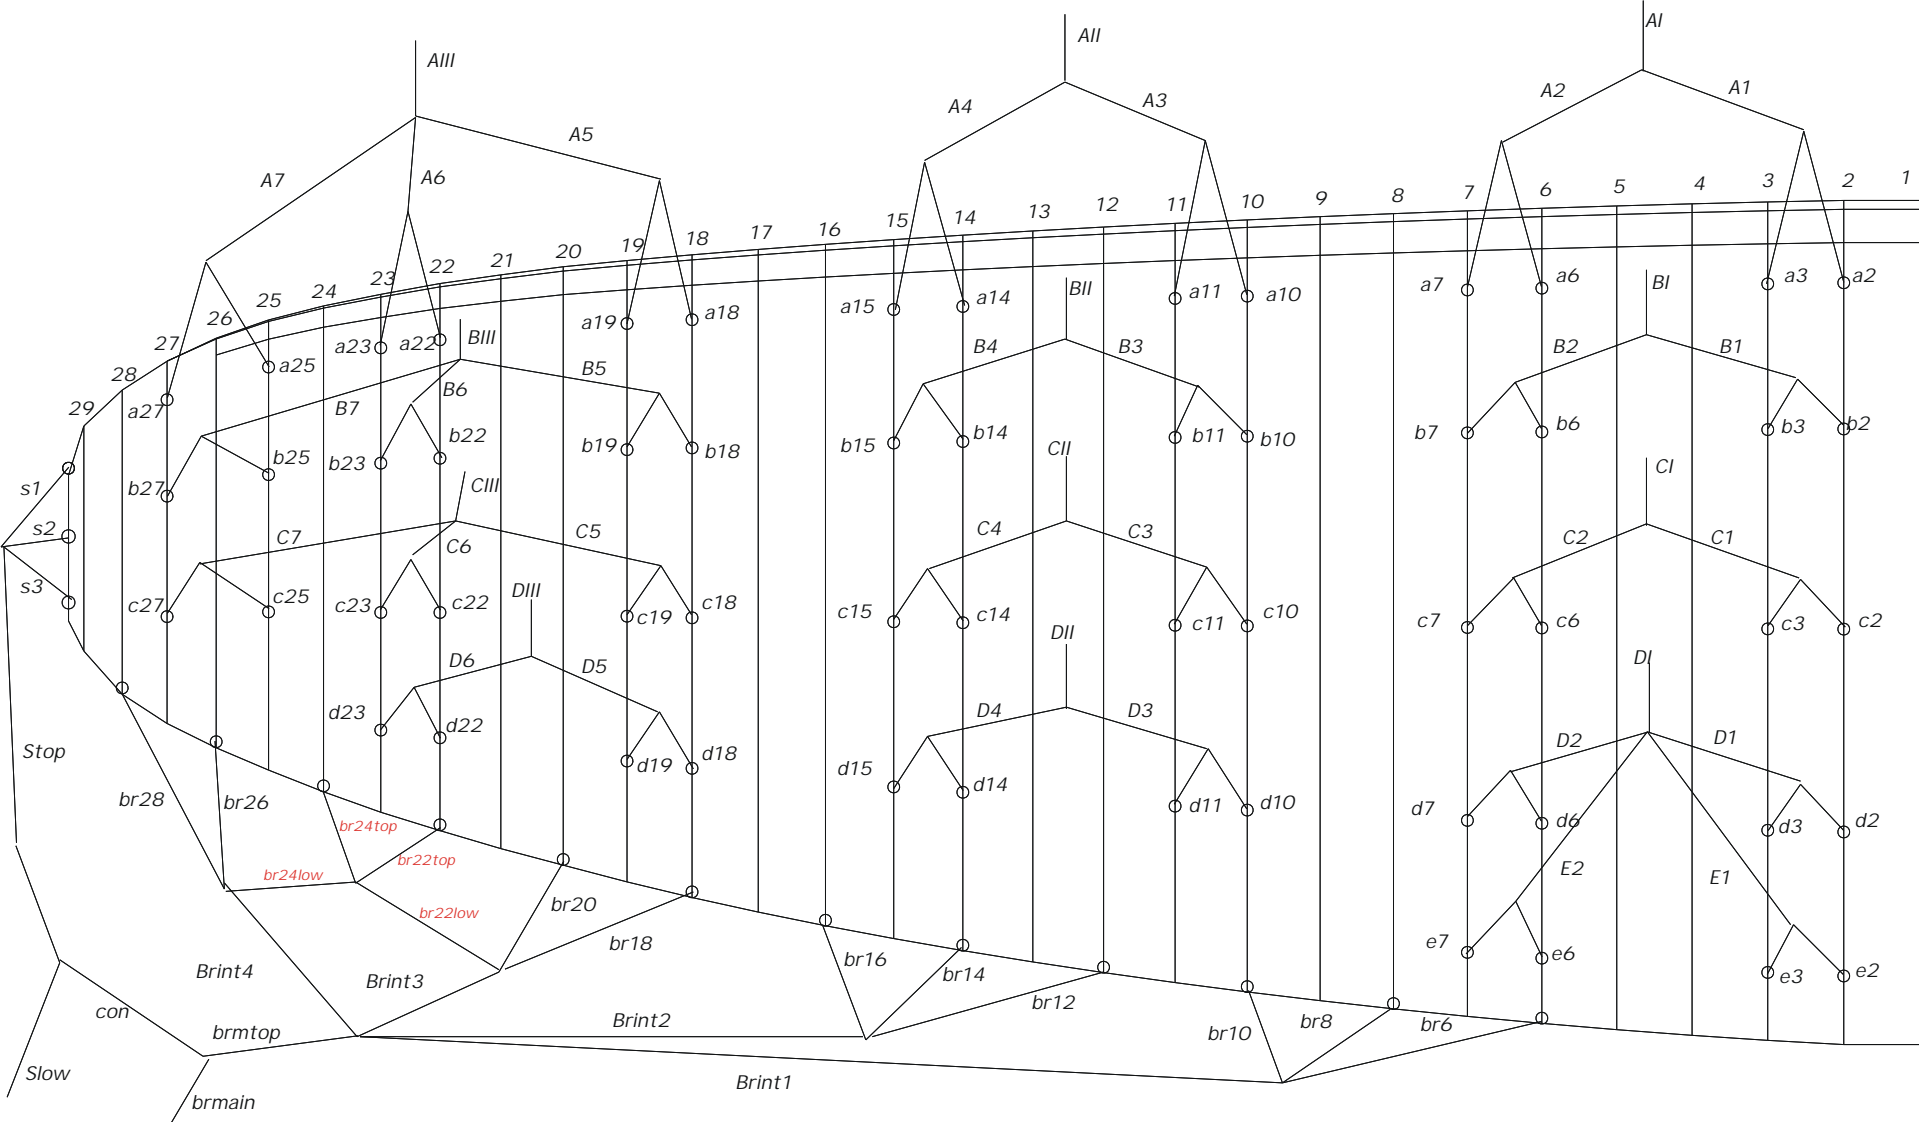 AI
AII
AIII
A2 A1
A4 A3
A5
A7 A6
29 28 27 26 25 24 23 22 21 20 19 18 17 16 15 14 13 12 11 10 9 8 7 6 5 4 3 2 1
a27 a25 a23 a22 a19 a18 a15 a14 a11 a10 a7 a6 a3 a2
BIII BII BI
B7 B6 B5 B4 B3 B2 B1
b27 b25 b23 b22 b19 b18 b15 b14 b11 b10 b7 b6 b3 b2
CIII CII CI
C7 C6 C5 C4 C3 C2 C1
s1
s2
s3
c27 c25 c23 c22 c19 c18 c15 c14 c11 c10 c7 c6 c3 c2
DIII DII DI
D6 D5 D4 D3 D2 D1
d23 d22 d19 d18 d15 d14 d11 d10 d7 d6 d3 d2
E2 E1
e7 e6 e3 e2
Stop
br28 br26 br24top
br22top
br24low
br22low br20
br18 br16 br14 br12 br10 br8 br6
Brint4 Brint3
con brmtop Brint2
Slow brmain Brint1